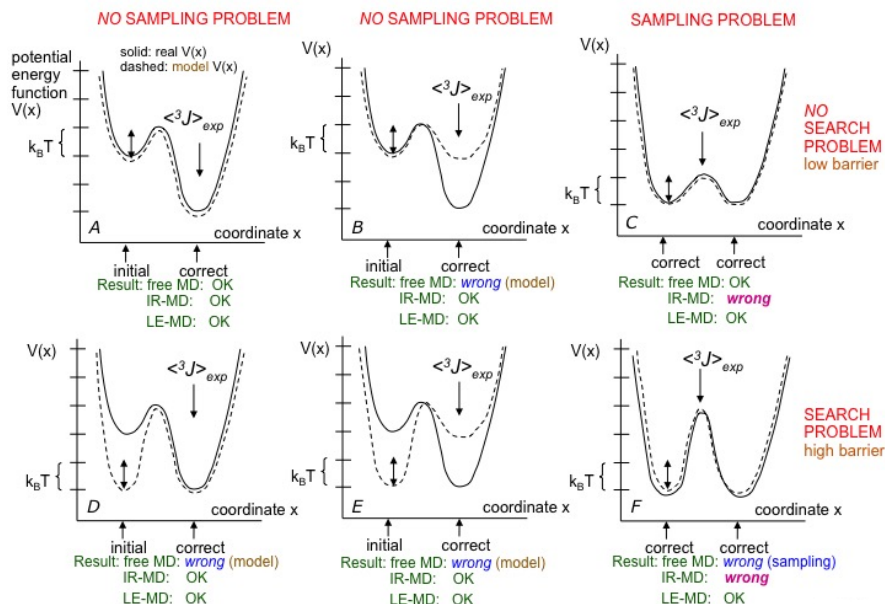 NO SAMPLING PROBLEM
NO SAMPLING PROBLEM
SAMPLING PROBLEM
potential
energy
function
V(x)
solid: real V(x)
dashed: model V(x)
<³J>exp
kBT {
A
coordinate x
initial correct
Result: free MD: OK
IR-MD: OK
LE-MD: OK
V(x)
<³J>exp
kBT {
B
coordinate x
initial correct
Result: free MD: wrong (model)
IR-MD: OK
LE-MD: OK
V(x)
<³J>exp
kBT {
C
coordinate x
correct correct
Result: free MD: OK
IR-MD: wrong
LE-MD: OK
NO
SEARCH
PROBLEM
low barrier
V(x)
<³J>exp
kBT {
D
coordinate x
initial correct
Result: free MD: wrong (model)
IR-MD: OK
LE-MD: OK
V(x)
<³J>exp
kBT {
E
coordinate x
initial correct
Result: free MD: wrong (model)
IR-MD: OK
LE-MD: OK
V(x)
<³J>exp
kBT {
F
coordinate x
correct correct
Result: free MD: wrong (sampling)
IR-MD: wrong
LE-MD: OK
SEARCH
PROBLEM
high barrier